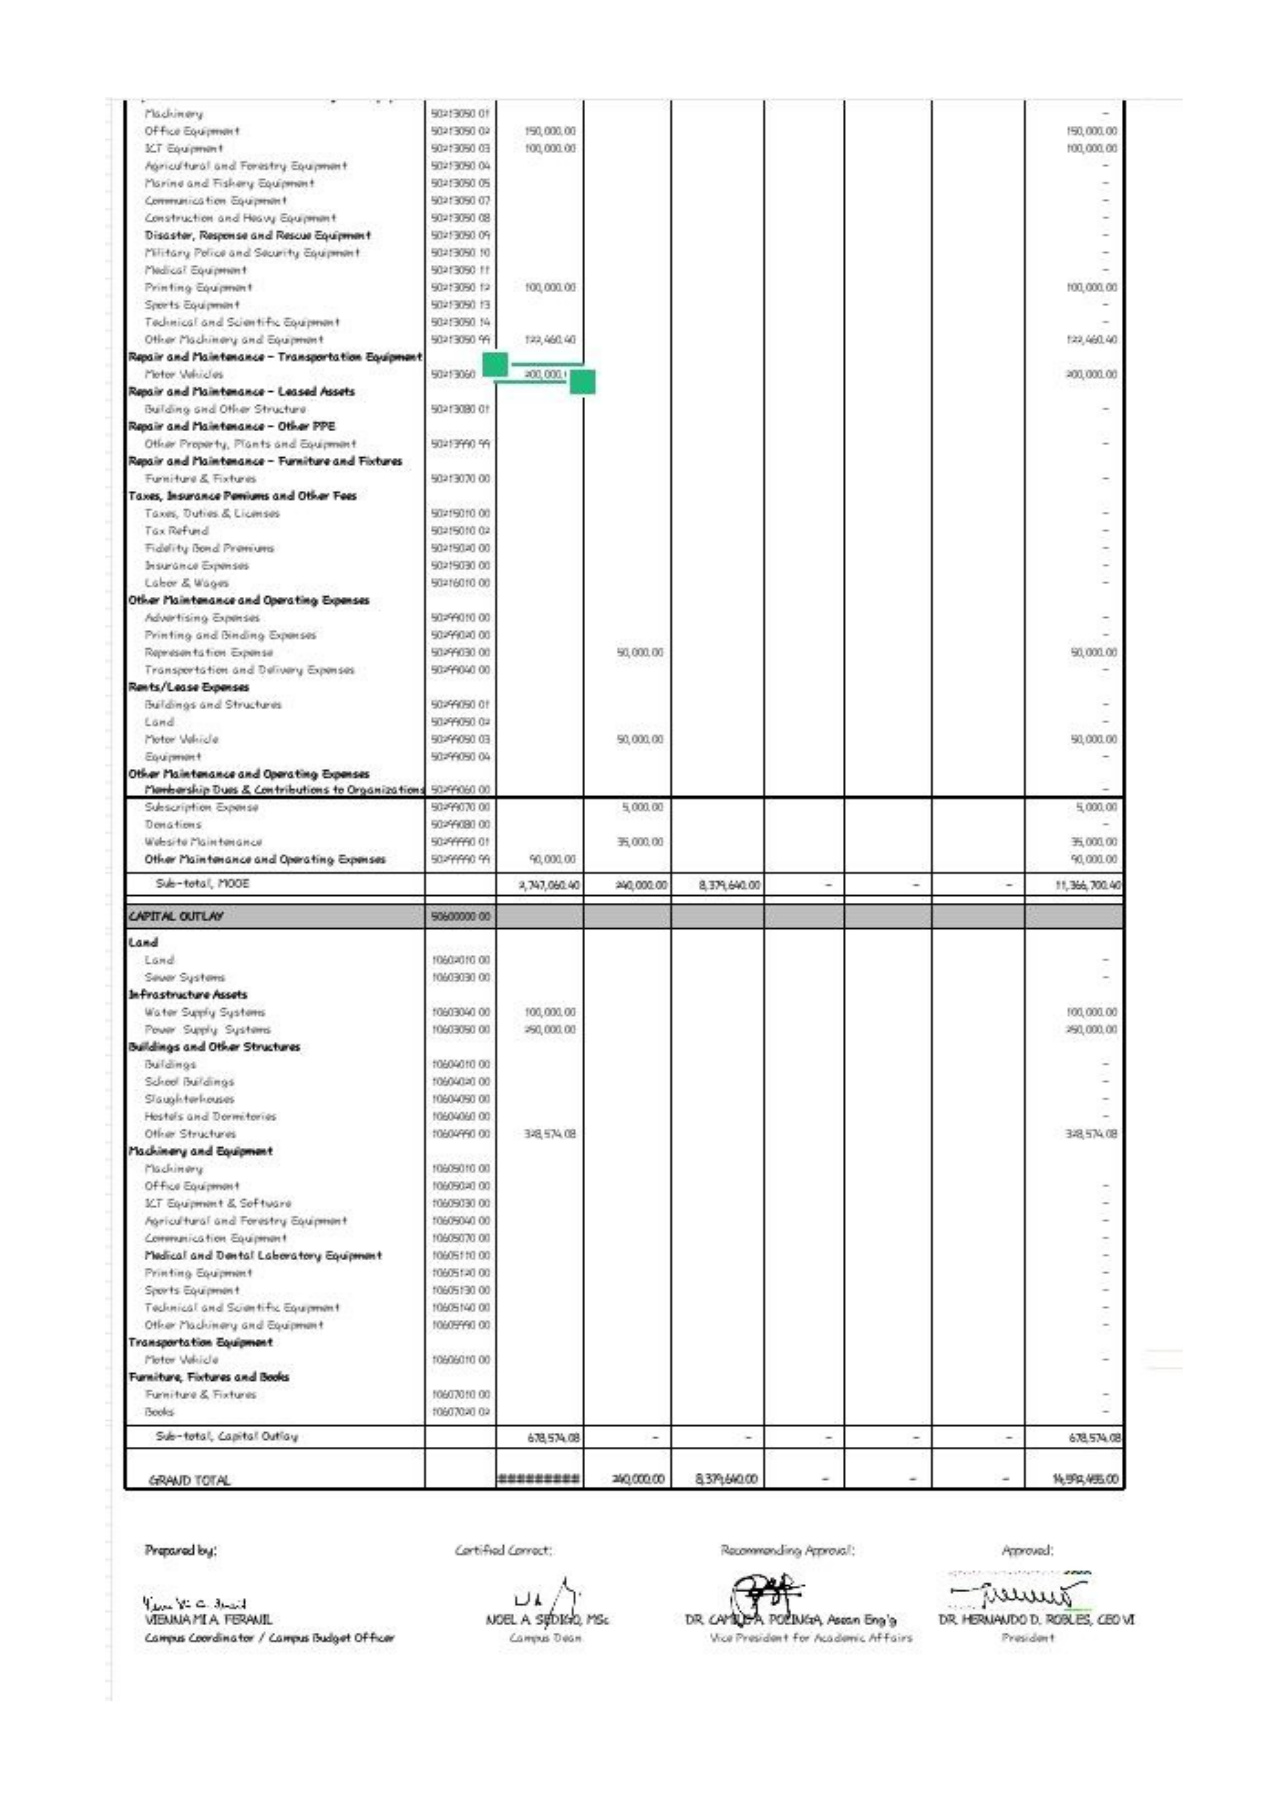 Machinery 50213050 01 -
Office Equipment 50213050 02 150,000.00 150,000.00
ICT Equipment 50213050 03 100,000.00 100,000.00
Agricultural and Forestry Equipment 50213050 04 -
Marine and Fishery Equipment 50213050 05 -
Communication Equipment 50213050 07 -
Construction and Heavy Equipment 50213050 08 -
Disaster, Response and Rescue Equipment 50213050 09 -
Military Police and Security Equipment 50213050 10 -
Medical Equipment 50213050 11 -
Printing Equipment 50213050 12 100,000.00 100,000.00
Sports Equipment 50213050 13 -
Technical and Scientific Equipment 50213050 14 -
Other Machinery and Equipment 50213050 99 122,460.40 122,460.40
Repair and Maintenance - Transportation Equipment
Motor Vehicles 50213060 200,000. 200,000.00
Repair and Maintenance - Leased Assets
Building and Other Structure 50213080 01 -
Repair and Maintenance - Other PPE
Other Property, Plants and Equipment 50213990 99 -
Repair and Maintenance - Furniture and Fixtures
Furniture & Fixtures 50213070 00 -
Taxes, Insurance Pemiums and Other Fees
Taxes, Duties & Licenses 50215010 00 -
Tax Refund 50215010 02 -
Fidelity Bond Premiums 50215020 00 -
Insurance Expenses 50215030 00 -
Labor & Wages 50216010 00 -
Other Maintenance and Operating Expenses
Advertising Expenses 50299010 00 -
Printing and Binding Expenses 50299020 00 -
Representation Expense 50299030 00 50,000.00 50,000.00
Transportation and Delivery Expenses 50299040 00 -
Rents/Lease Expenses
Buildings and Structures 50299050 01 -
Land 50299050 02 -
Motor Vehicle 50299050 03 50,000.00 50,000.00
Equipment 50299050 04 -
Other Maintenance and Operating Expenses
Membership Dues & Contributions to Organizations 50299060 00 -
Subscription Expense 50299070 00 5,000.00 5,000.00
Donations 50299080 00 -
Website Maintenance 50299990 01 35,000.00 35,000.00
Other Maintenance and Operating Expenses 50299990 99 90,000.00 90,000.00
Sub-total, MOOE 2,747,060.40 240,000.00 8,379,640.00 - - - 11,366,700.40
CAPITAL OUTLAY 50600000 00
Land
Land 10602010 00 -
Sewer Systems 10603030 00 -
Infrastructure Assets
Water Supply Systems 10603040 00 100,000.00 100,000.00
Power Supply Systems 10603050 00 250,000.00 250,000.00
Buildings and Other Structures
Buildings 10604010 00 -
School Buildings 10604020 00 -
Slaughterhouses 10604050 00 -
Hostels and Dormitories 10604060 00 -
Other Structures 10604990 00 328,574.08 328,574.08
Machinery and Equipment
Machinery 10605010 00
Office Equipment 10605020 00 -
ICT Equipment & Software 10605030 00 -
Agricultural and Forestry Equipment 10605040 00 -
Communication Equipment 10605070 00 -
Medical and Dental Laboratory Equipment 10605110 00 -
Printing Equipment 10605120 00 -
Sports Equipment 10605130 00 -
Technical and Scientific Equipment 10605140 00 -
Other Machinery and Equipment 10605990 00 -
Transportation Equipment
Motor Vehicle 10606010 00 -
Furniture, Fixtures and Books
Furniture & Fixtures 10607010 00 -
Books 10607020 02 -
Sub-total, Capital Outlay 678,574.08 - - - - - 678,574.08
GRAND TOTAL ########## 240,000.00 8,379,640.00 - - - 14,592,495.00
Prepared by: Certified Correct: Recommending Approval: Approved:
VIENNA MI A. FERANIL NOEL A. SEDIGO, MSc DR. CAMILO A. POLINGA, Asean Eng'g DR. HERNANDO D. ROBLES, CEO VI
Campus Coordinator / Campus Budget Officer Campus Dean Vice President for Academic Affairs President